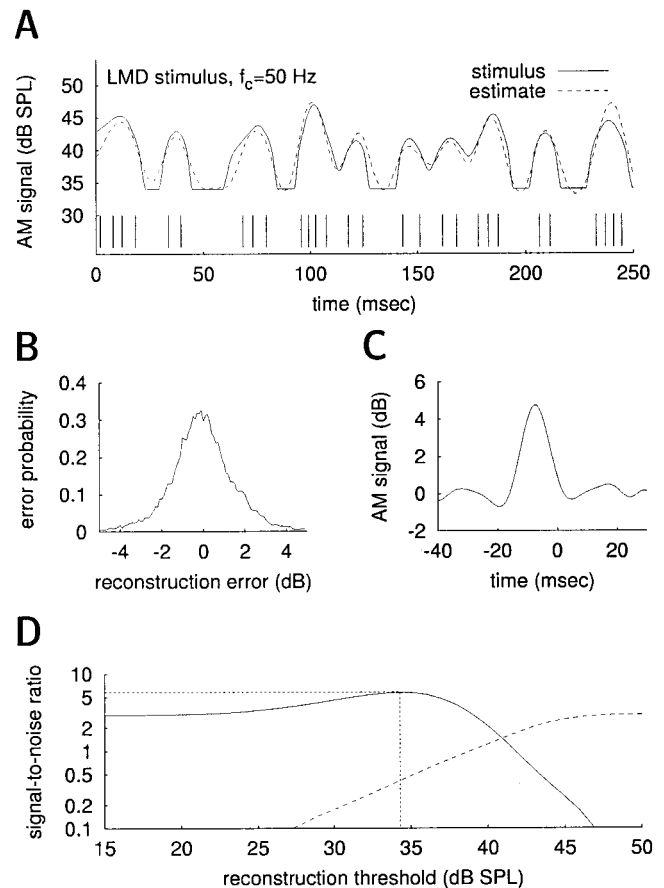 A
LMD stimulus, fc=50 Hz
stimulus
estimate
AM signal (dB SPL)
50
45
40
35
30
0 50 100 150 200 250
time (msec)
B
error probability
0.4
0.3
0.2
0.1
0
-4 -2 0 2 4
reconstruction error (dB)
C
AM signal (dB)
6
4
2
0
-2
-40 -20 0 20
time (msec)
D
signal-to-noise ratio
10
5
2
1
0.5
0.2
0.1
15 20 25 30 35 40 45 50
reconstruction threshold (dB SPL)